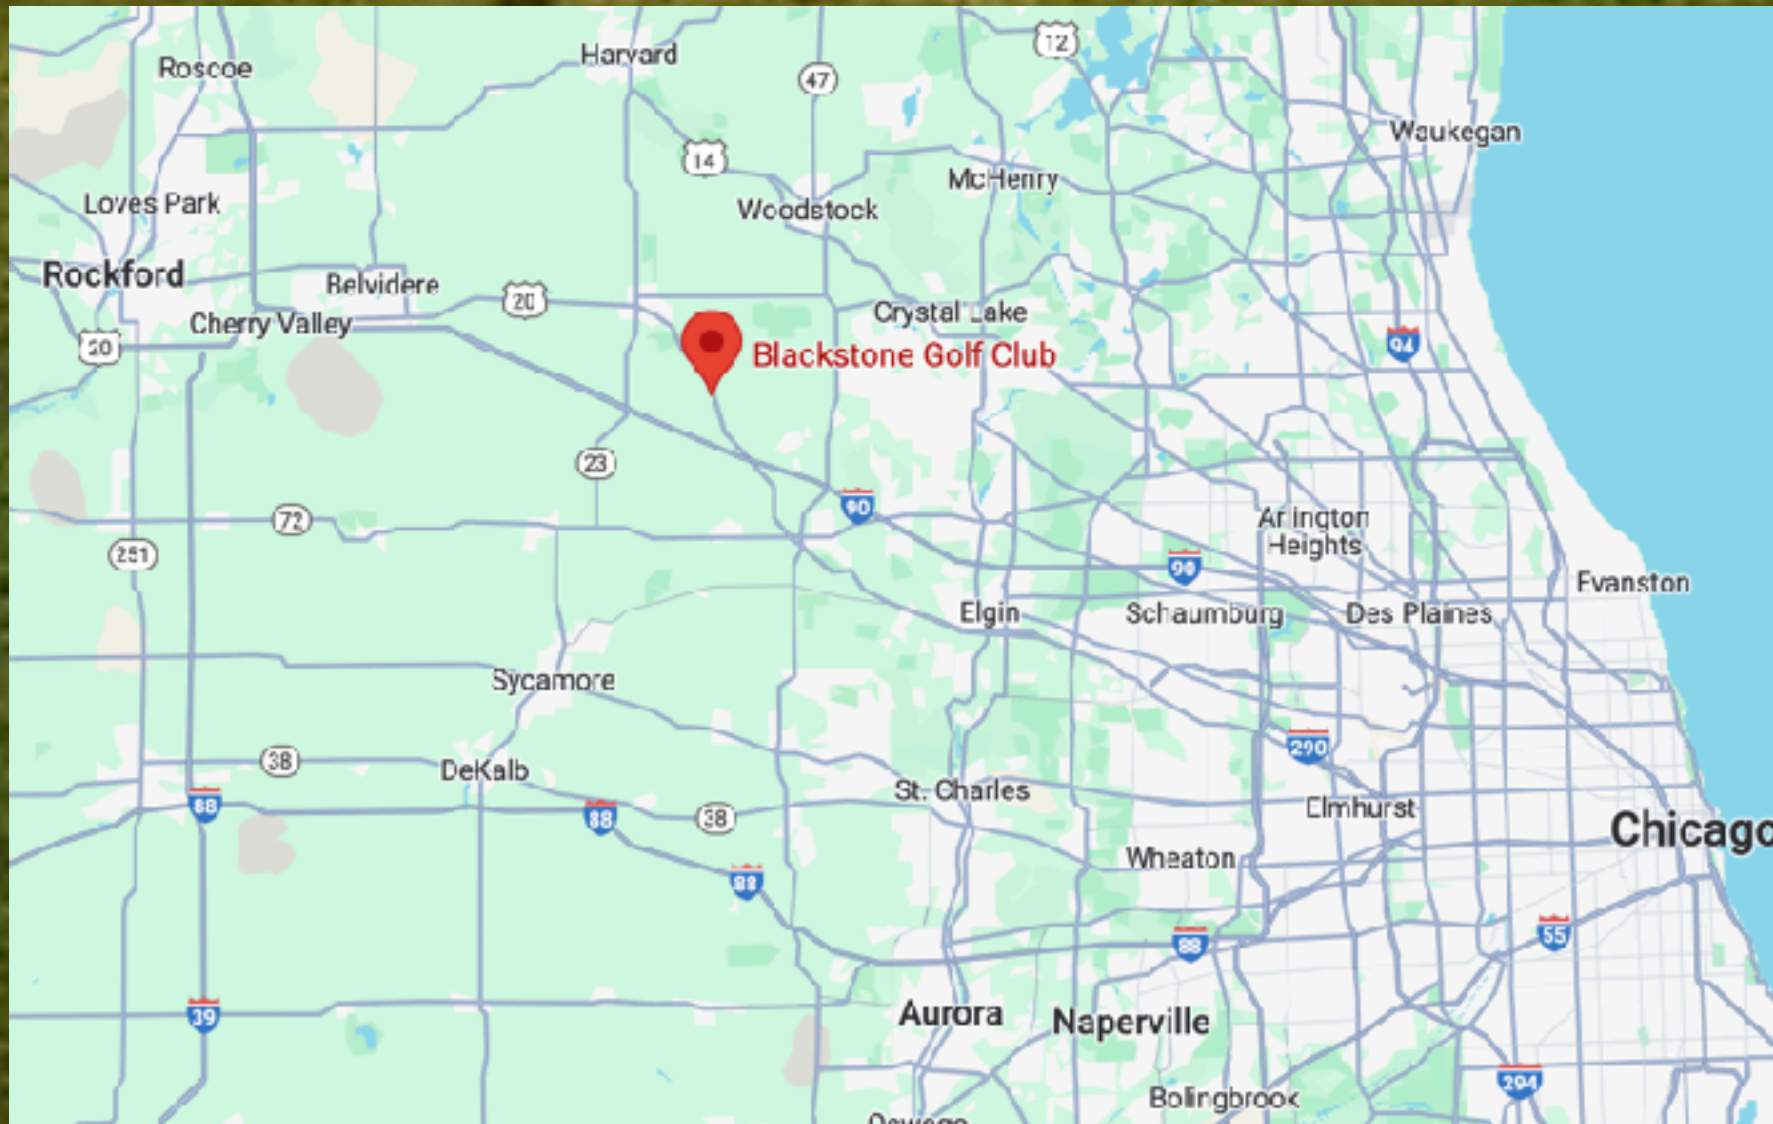 Harvard
12
Roscoe
47
Waukegan
14
McHenry
Loves Park
Woodstock
Rockford
Belvidere
20
Crystal Lake
Cherry Valley
20
94
Blackstone Golf Club
23
90
72
Arlington
Heights
251
90
Evanston
Elgin
Schaumburg
Des Plaines
Sycamore
290
38
DeKalb
St. Charles
88
88
38
Elmhurst
Chicago
Wheaton
88
55
88
39
Aurora
Naperville
294
Bolingbrook
Oswego